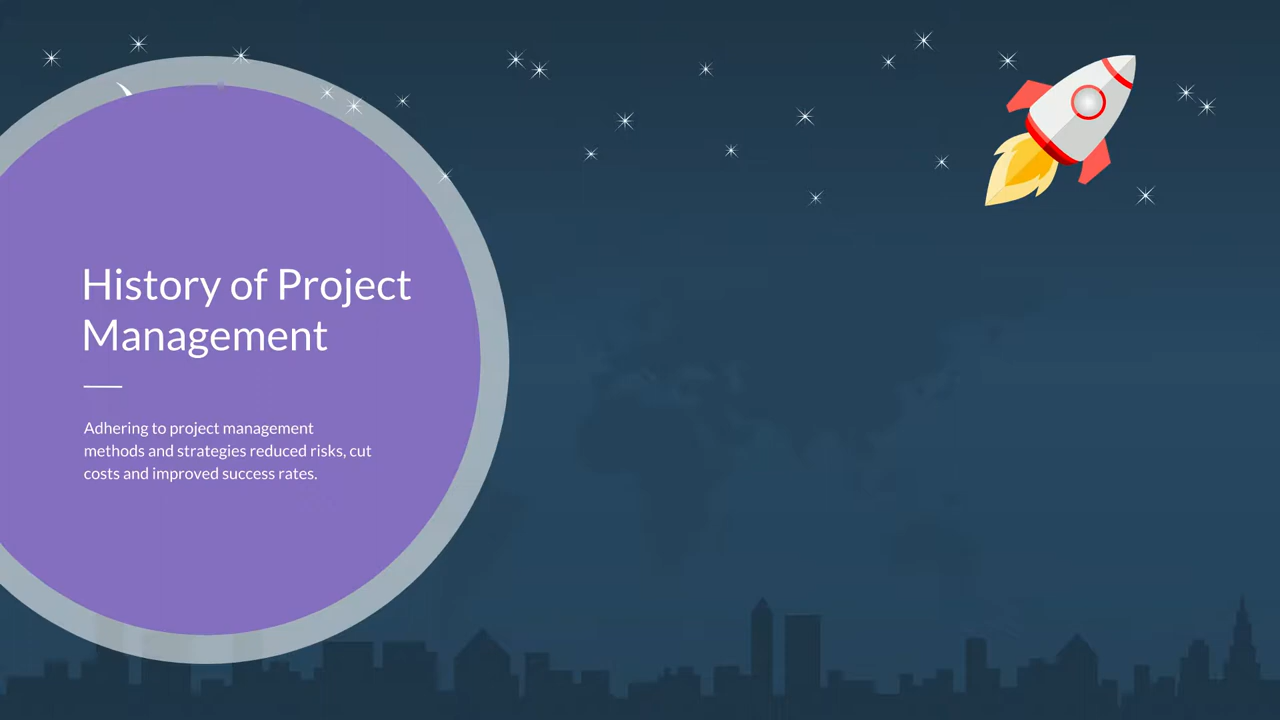 History of Project
Management
Adhering to project management
methods and strategies reduced risks, cut
costs and improved success rates.